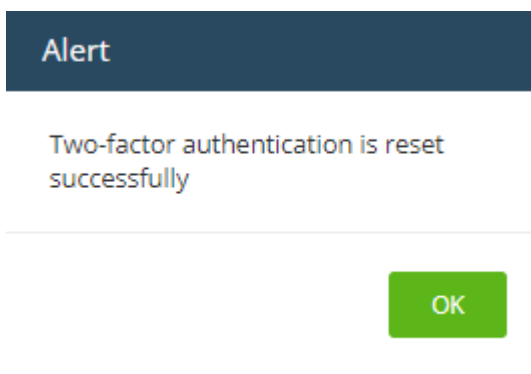 Alert
Two-factor authentication is reset
successfully
OK